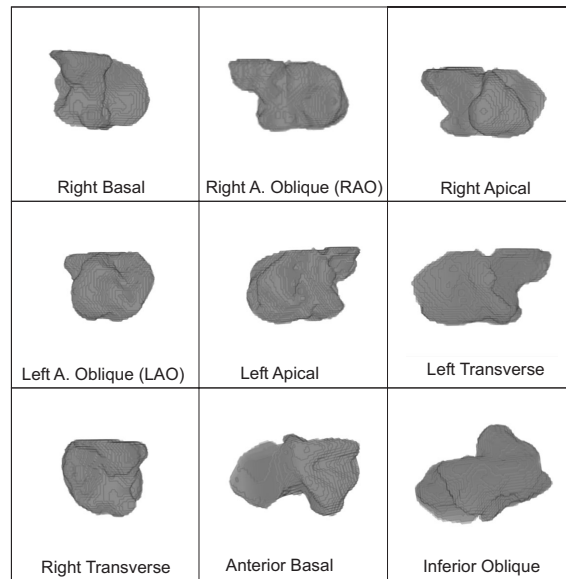 Right Basal
Right A. Oblique (RAO)
Right Apical
Left A. Oblique (LAO)
Left Apical
Left Transverse
Right Transverse
Anterior Basal
Inferior Oblique